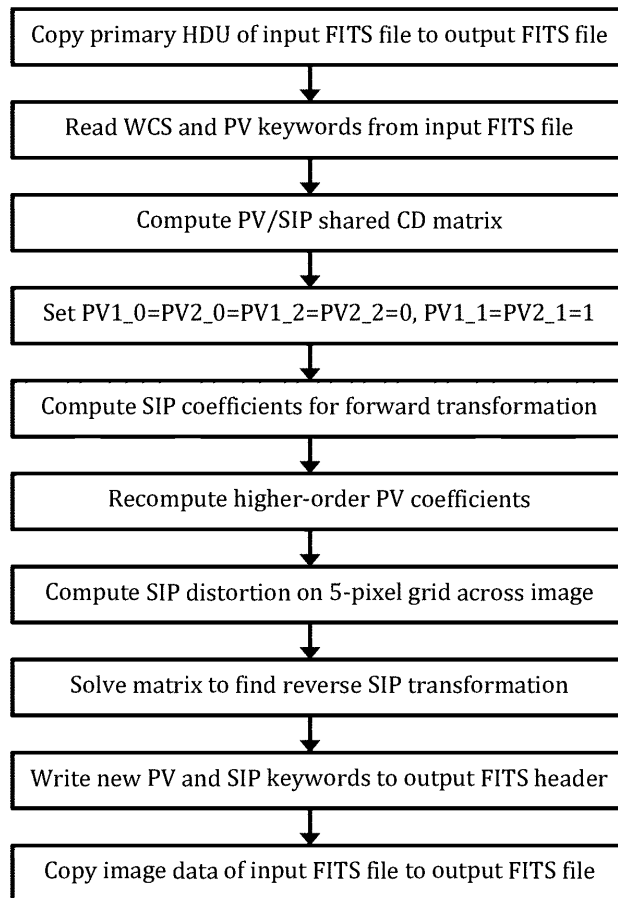 Copy primary HDU of input FITS file to output FITS file
Read WCS and PV keywords from input FITS file
Compute PV/SIP shared CD matrix
Set PV1_0=PV2_0=PV1_2=PV2_2=0, PV1_1=PV2_1=1
Compute SIP coefficients for forward transformation
Recompute higher-order PV coefficients
Compute SIP distortion on 5-pixel grid across image
Solve matrix to find reverse SIP transformation
Write new PV and SIP keywords to output FITS header
Copy image data of input FITS file to output FITS file